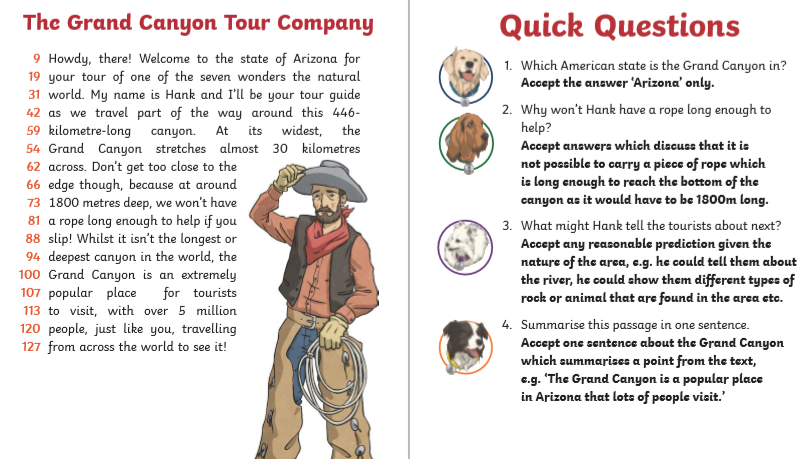 The Grand Canyon Tour Company
9 Howdy, there! Welcome to the state of Arizona for
19 your tour of one of the seven wonders the natural
31 world. My name is Hank and I'll be your tour guide
42 as we travel part of the way around this 446-
59 kilometre-long canyon. At its widest, the
54 Grand Canyon stretches almost 30 kilometres
62 across. Don't get too close to the
66 edge though, because at around
73 1800 metres deep, we won't have
81 a rope long enough to help if you
88 slip! Whilst it isn't the longest or
94 deepest canyon in the world, the
100 Grand Canyon is an extremely
107 popular place for tourists
113 to visit, with over 5 million
120 people, just like you, travelling
127 from across the world to see it!
Quick Questions
1. Which American state is the Grand Canyon in?
Accept the answer 'Arizona' only.
2. Why won't Hank have a rope long enough to
help?
Accept answers which discuss that it is
not possible to carry a piece of rope which
is long enough to reach the bottom of the
canyon as it would have to be 1800m long.
3. What might Hank tell the tourists about next?
Accept any reasonable prediction given the
nature of the area, e.g. he could tell them about
the river, he could show them different types of
rock or animal that are found in the area etc.
4. Summarise this passage in one sentence.
Accept one sentence about the Grand Canyon
which summarises a point from the text,
e.g. 'The Grand Canyon is a popular place
in Arizona that lots of people visit.'